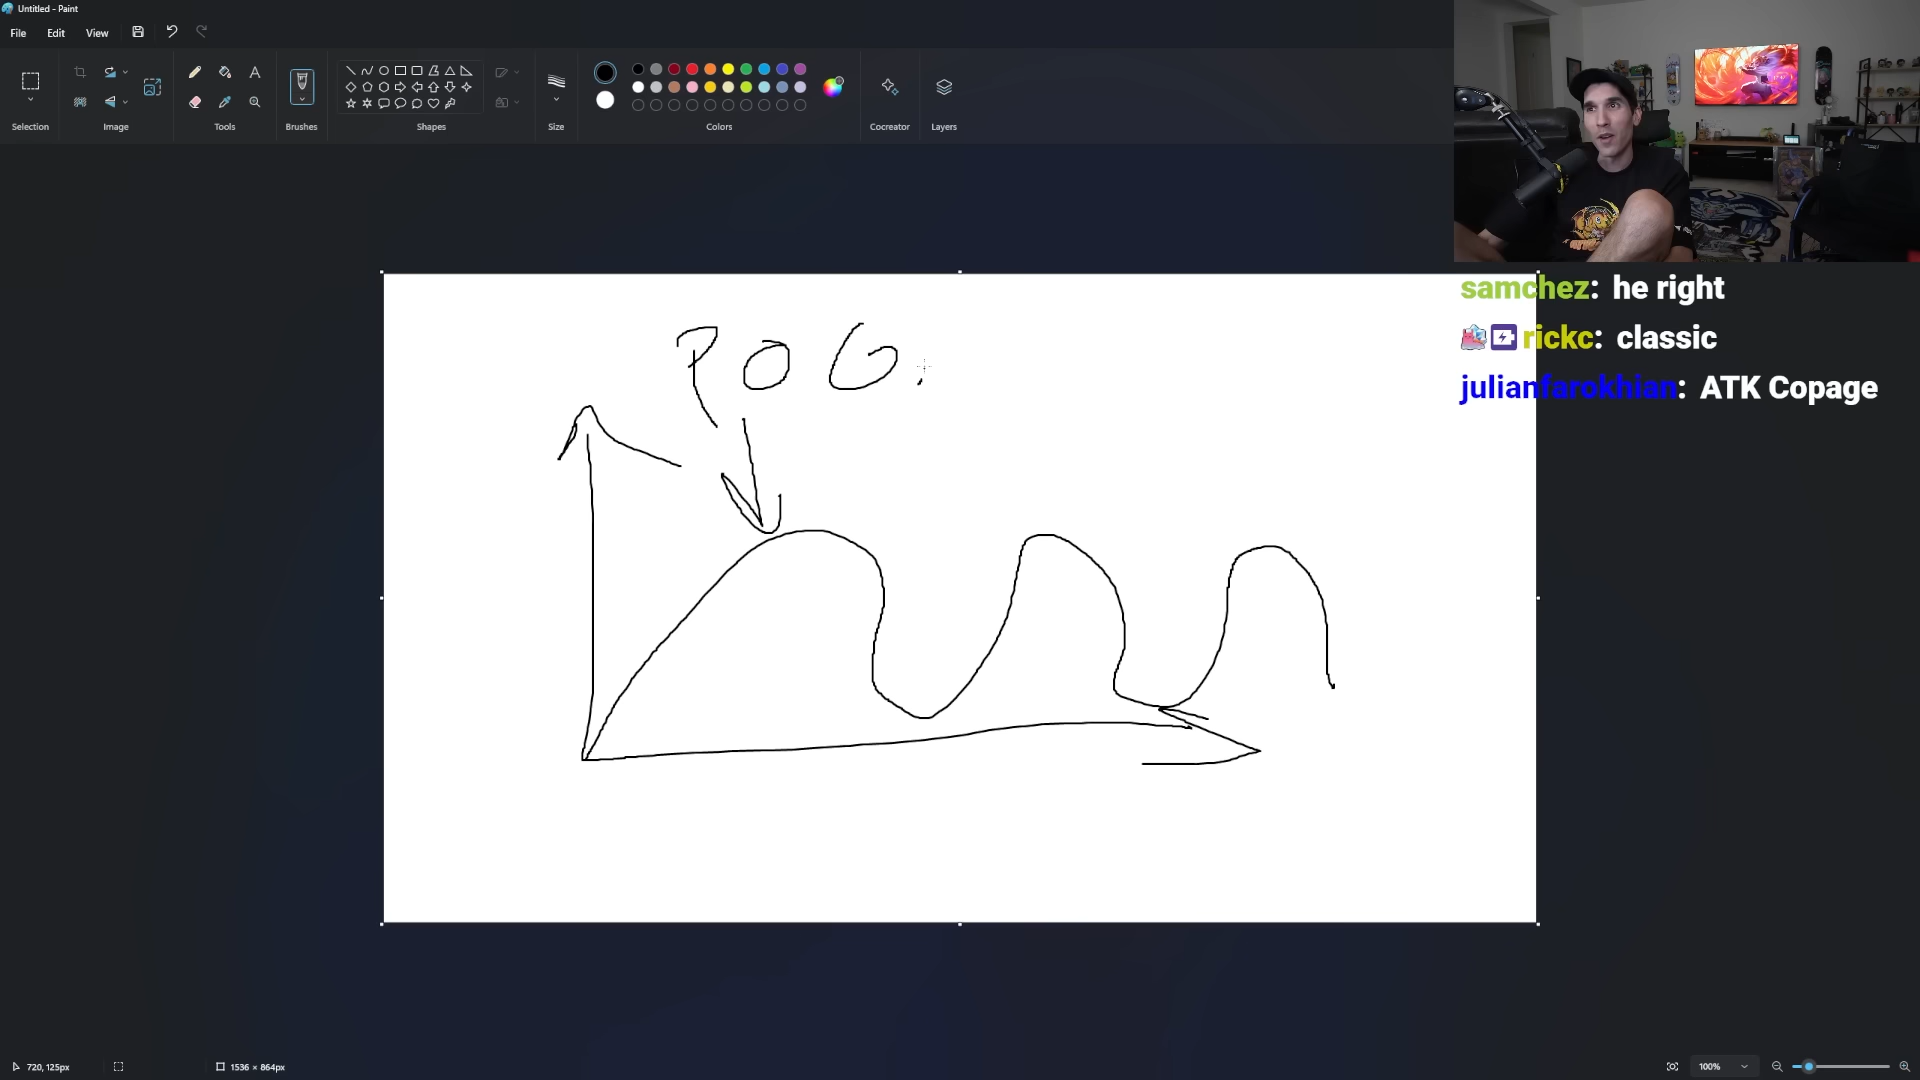 Untitled - Paint
File Edit View
Selection Image Tools Brushes Shapes Size Colors Cocreator Layers
samchez: he right
rickc: classic
julianfarokhian: ATK Copage
POG
720, 125px
1536 × 864px
100%